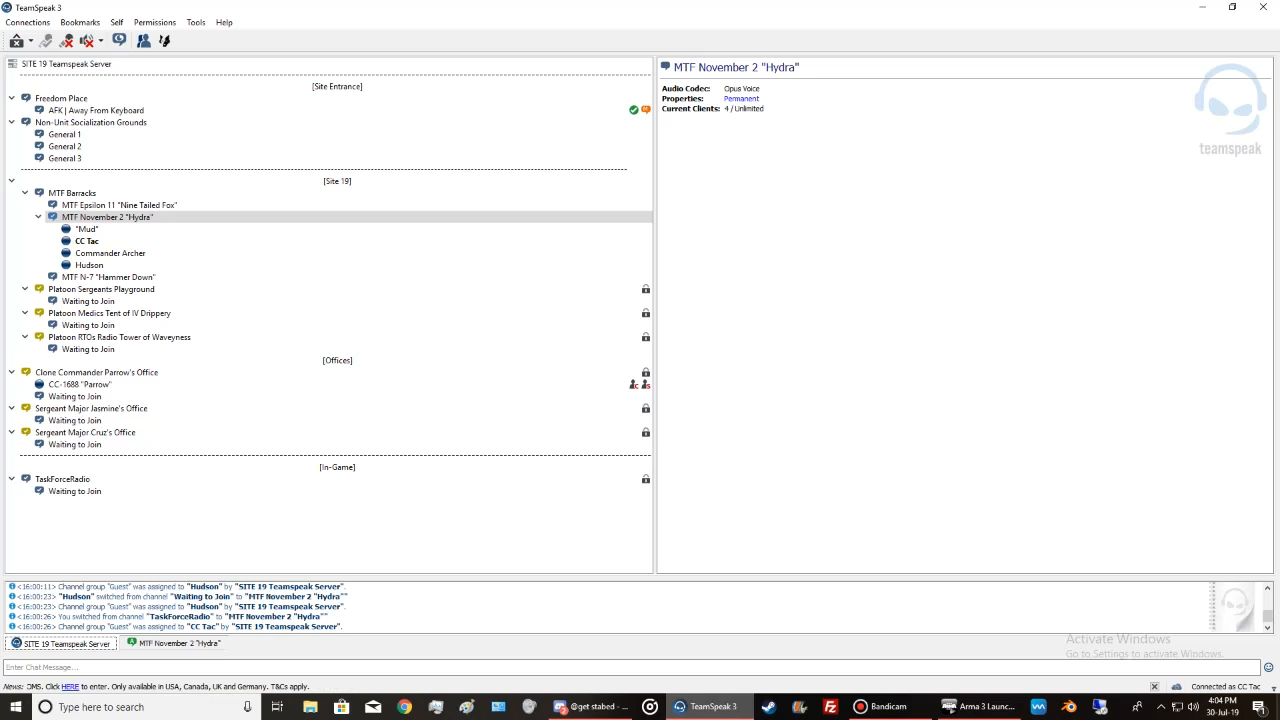 TeamSpeak 3
Connections Bookmarks Self Permissions Tools Help
SITE 19 Teamspeak Server
[Site Entrance]
Freedom Place
AFK | Away From Keyboard
Non-Unit Socialization Grounds
General 1
General 2
General 3
[Site 19]
MTF Barracks
MTF Epsilon 11 "Nine Tailed Fox"
MTF November 2 "Hydra"
"Mud"
CC Tac
Commander Archer
Hudson
MTF N-7 "Hammer Down"
Platoon Sergeants Playground
Waiting to Join
Platoon Medics Tent of IV Drippery
Waiting to Join
Platoon RTOs Radio Tower of Waveyness
Waiting to Join
[Offices]
Clone Commander Parrow's Office
CC-1688 "Parrow"
Waiting to Join
Sergeant Major Jasmine's Office
Waiting to Join
Sergeant Major Cruz's Office
Waiting to Join
[In-Game]
TaskForceRadio
Waiting to Join
MTF November 2 "Hydra"
Audio Codec: Opus Voice
Properties: Permanent
Current Clients: 4 / Unlimited
teamspeak
<16:00:11> Channel group "Guest" was assigned to "Hudson" by "SITE 19 Teamspeak Server".
<16:00:23> "Hudson" switched from channel "Waiting to Join" to "MTF November 2 "Hydra""
<16:00:23> Channel group "Guest" was assigned to "Hudson" by "SITE 19 Teamspeak Server".
<16:00:26> You switched from channel "TaskForceRadio" to "MTF November 2 "Hydra""
<16:00:26> Channel group "Guest" was assigned to "CC Tac" by "SITE 19 Teamspeak Server".
SITE 19 Teamspeak Server MTF November 2 "Hydra"
Activate Windows
Go to Settings to activate Windows.
Enter Chat Message...
News: OMS. Click HERE to enter. Only available in USA, Canada, UK and Germany. T&Cs apply.
Connected as CC Tac
Type here to search
@get stabed - ...
TeamSpeak 3
Bandicam
Arma 3 Launc...
4:04 PM
30-Jul-19